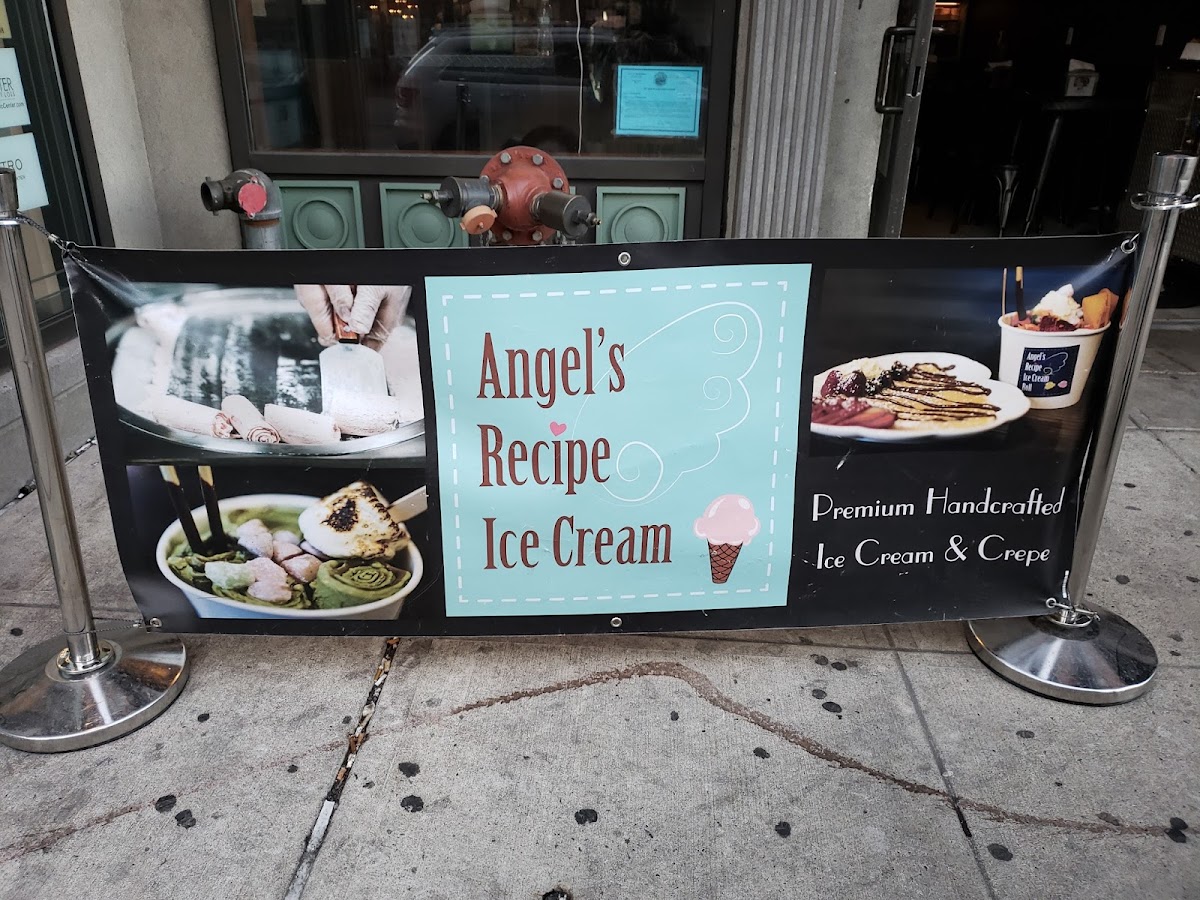 Angel's
Recipe
Ice Cream
Angel's
Recipe
Ice Cream
Roll
Premium Handcrafted
Ice Cream & Crepe